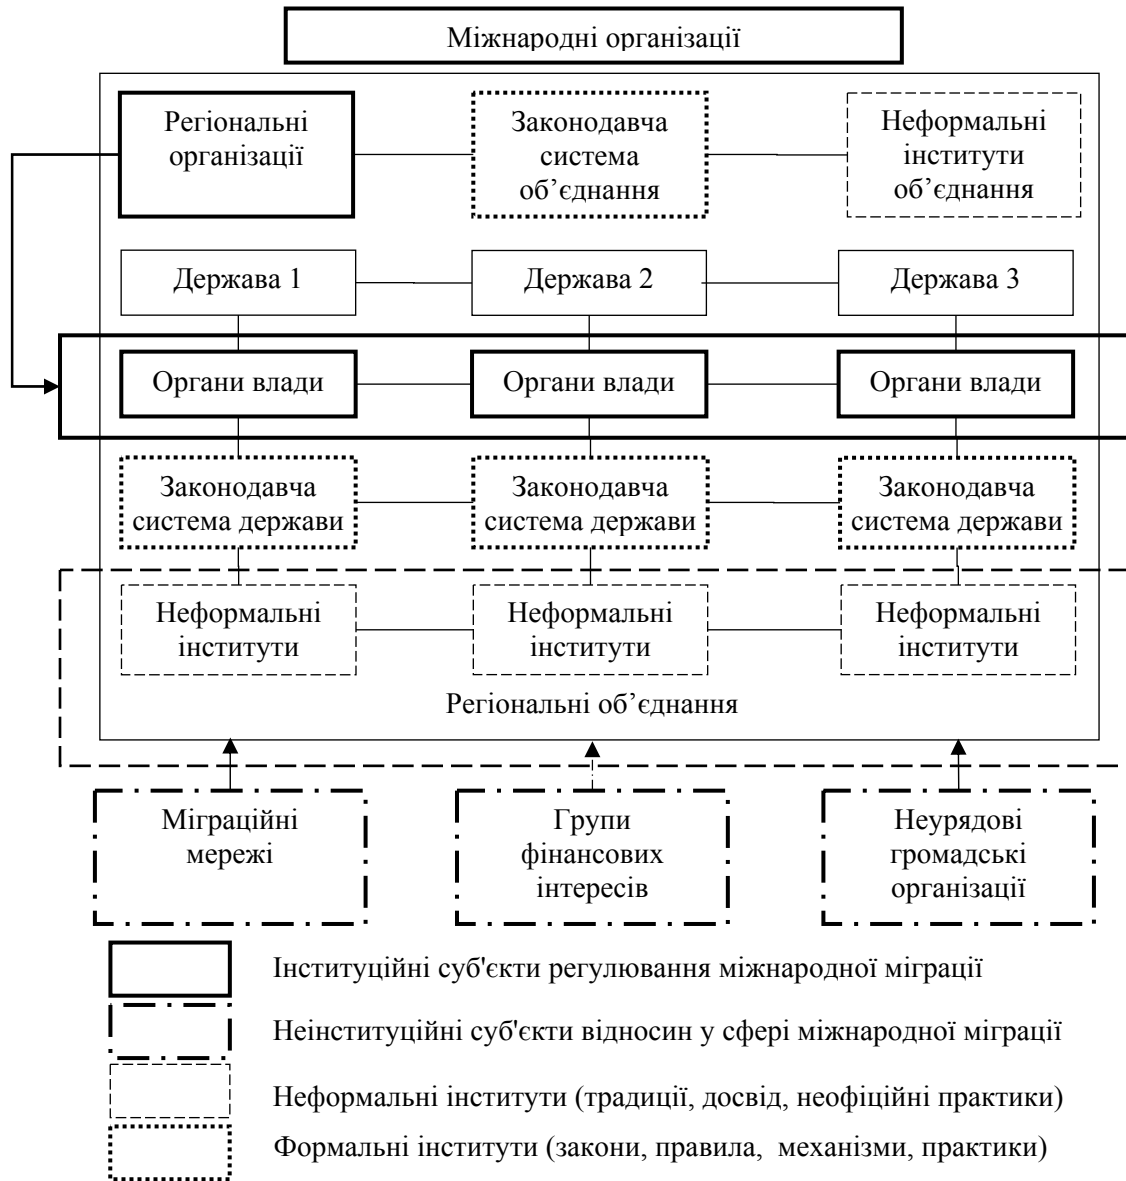 Міжнародні організації
Регіональні
організації
Законодавча
система
об’єднання
Неформальні
інститути
об’єднання
Держава 1
Держава 2
Держава 3
Органи влади
Органи влади
Органи влади
Законодавча
система держави
Законодавча
система держави
Законодавча
система держави
Неформальні
інститути
Неформальні
інститути
Неформальні
інститути
Регіональні об’єднання
Міграційні
мережі
Групи
фінансових
інтересів
Неурядові
громадські
організації
Інституційні суб'єкти регулювання міжнародної міграції
Неінституційні суб'єкти відносин у сфері міжнародної міграції
Неформальні інститути (традиції, досвід, неофіційні практики)
Формальні інститути (закони, правила, механізми, практики)